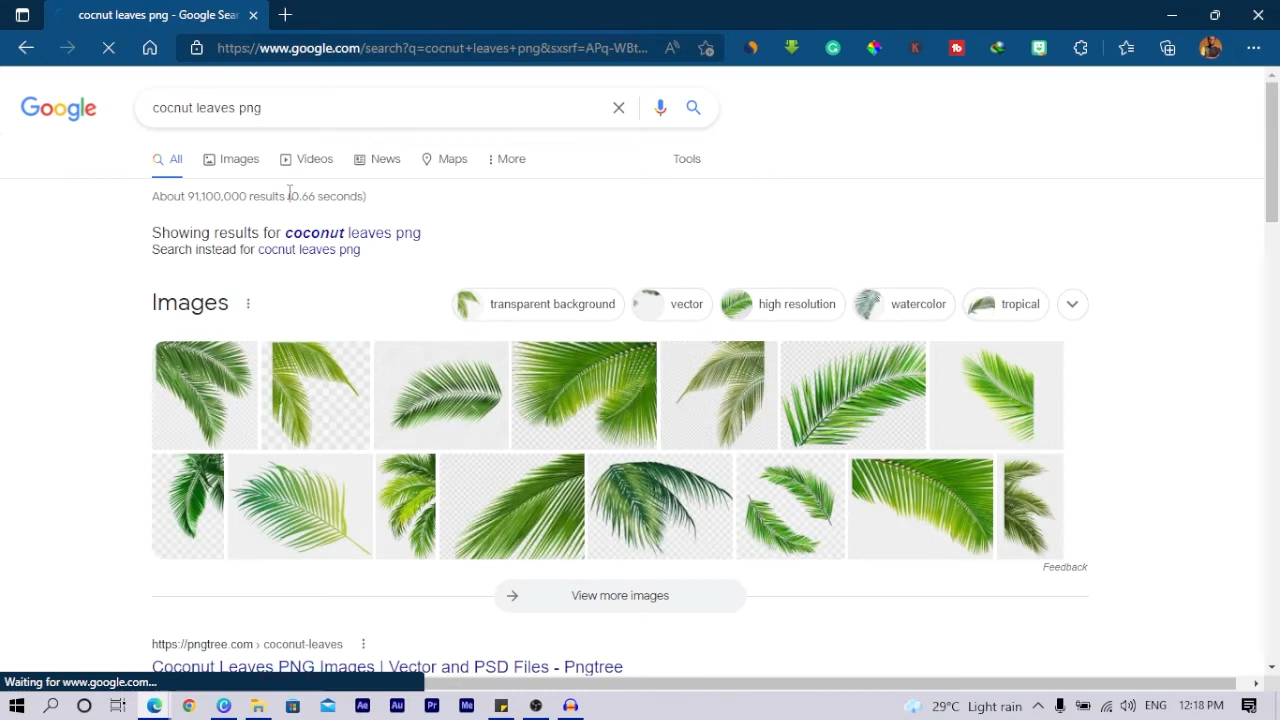 cocnut leaves png - Google Sear
https://www.google.com/search?q=cocnut+leaves+png&sxsrf=APq-WBt...
Google
cocnut leaves png
All Images Videos News Maps More Tools
About 91,100,000 results (0.66 seconds)
Showing results for coconut leaves png
Search instead for cocnut leaves png
Images
transparent background vector high resolution watercolor tropical
Feedback
View more images
https://pngtree.com › coconut-leaves
Coconut Leaves PNG Images | Vector and PSD Files - Pngtree
Waiting for www.google.com...
Ae Au Pr Me 29°C Light rain ENG 12:18 PM